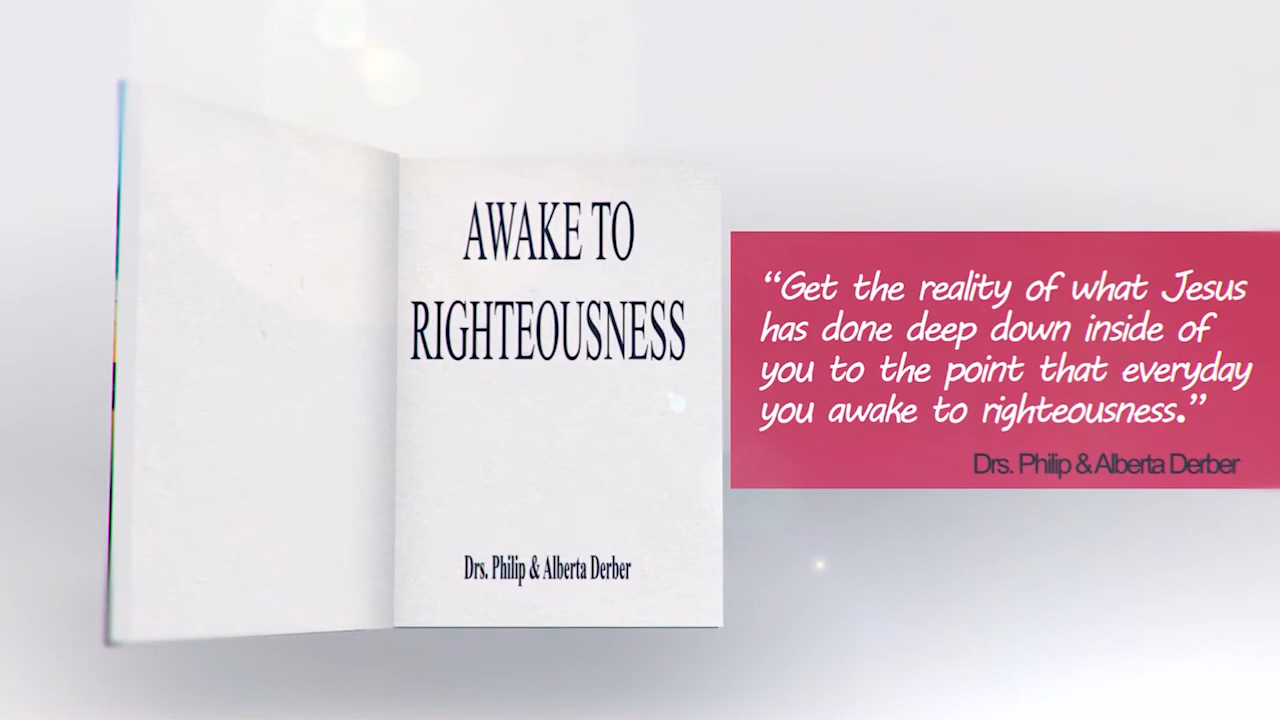 AWAKE TO
RIGHTEOUSNESS
Drs. Philip & Alberta Derber
“Get the reality of what Jesus
has done deep down inside of
you to the point that everyday
you awake to righteousness.”
Drs. Philip & Alberta Derber